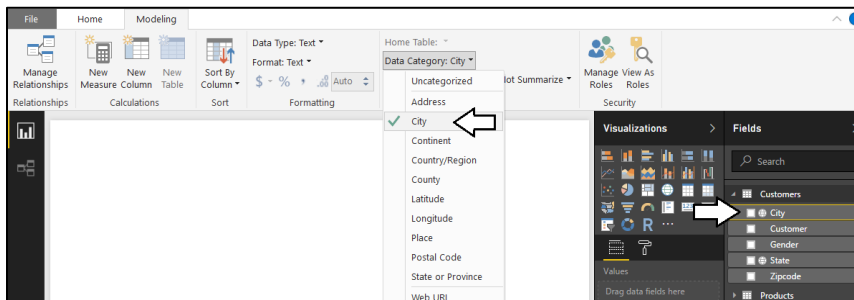 File Home Modeling
Data Type: Text Home Table:
Format: Text Data Category: City
$ - % , .00 Auto
Manage Relationships
New Measure
New Column
New Table
Sort By Column
ot Summarize
Manage Roles
View As Roles
Relationships Calculations Sort Formatting Security
Uncategorized
Address
City
Continent
Country/Region
County
Latitude
Longitude
Place
Postal Code
State or Province
Web URL
Visualizations
R
Values
Drag data fields here
Fields
Search
Customers
City
Customer
Gender
State
Zipcode
Products